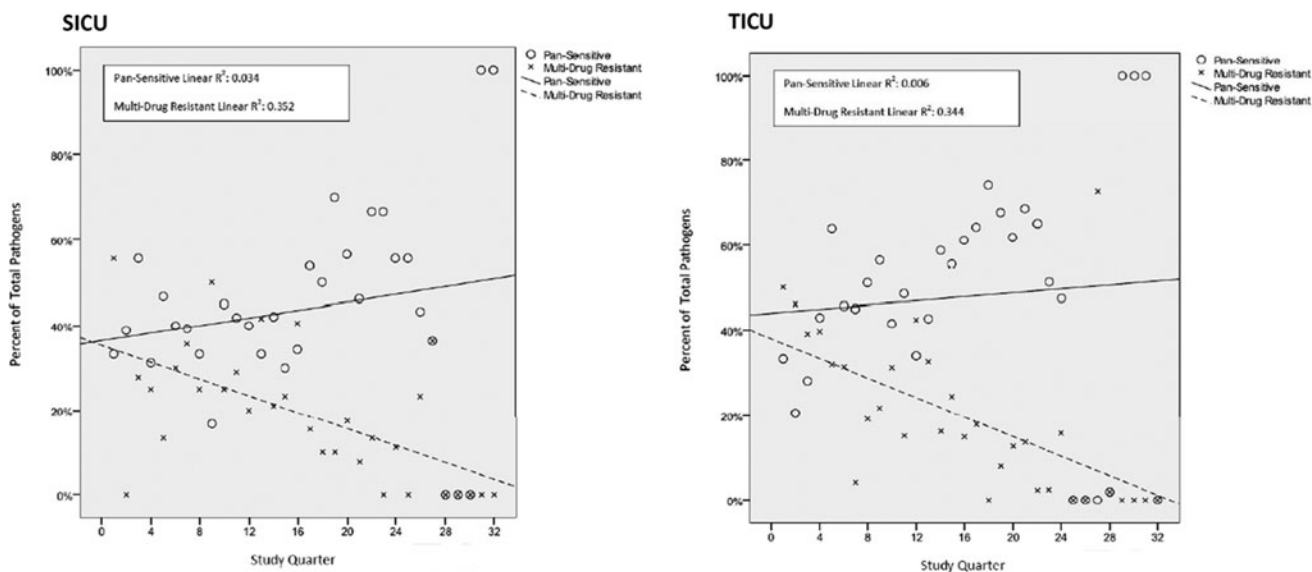 SICU
Pan-Sensitive Linear R²: 0.034
Multi-Drug Resistant Linear R²: 0.352
Pan-Sensitive
Multi-Drug Resistant
Pan-Sensitive
Multi-Drug Resistant
Percent of Total Pathogens
100%
80%
60%
40%
20%
0%
0 4 8 12 16 20 24 28 32
Study Quarter
TICU
Pan-Sensitive Linear R²: 0.006
Multi-Drug Resistant Linear R²: 0.344
Pan-Sensitive
Multi-Drug Resistant
Pan-Sensitive
Multi-Drug Resistant
Percent of Total Pathogens
100%
80%
60%
40%
20%
0%
0 4 8 12 16 20 24 28 32
Study Quarter